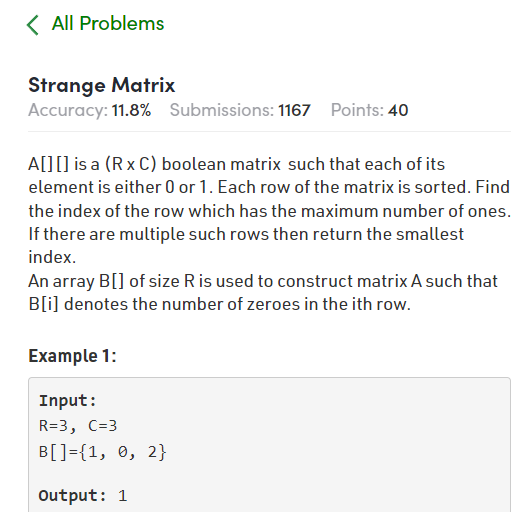 All Problems
Strange Matrix
Accuracy: 11.8% Submissions: 1167 Points: 40
A[][] is a (R x C) boolean matrix such that each of its
element is either 0 or 1. Each row of the matrix is sorted. Find
the index of the row which has the maximum number of ones.
If there are multiple such rows then return the smallest
index.
An array B[] of size R is used to construct matrix A such that
B[i] denotes the number of zeroes in the ith row.
Example 1:
Input:
R=3, C=3
B[]={1, 0, 2}
Output: 1